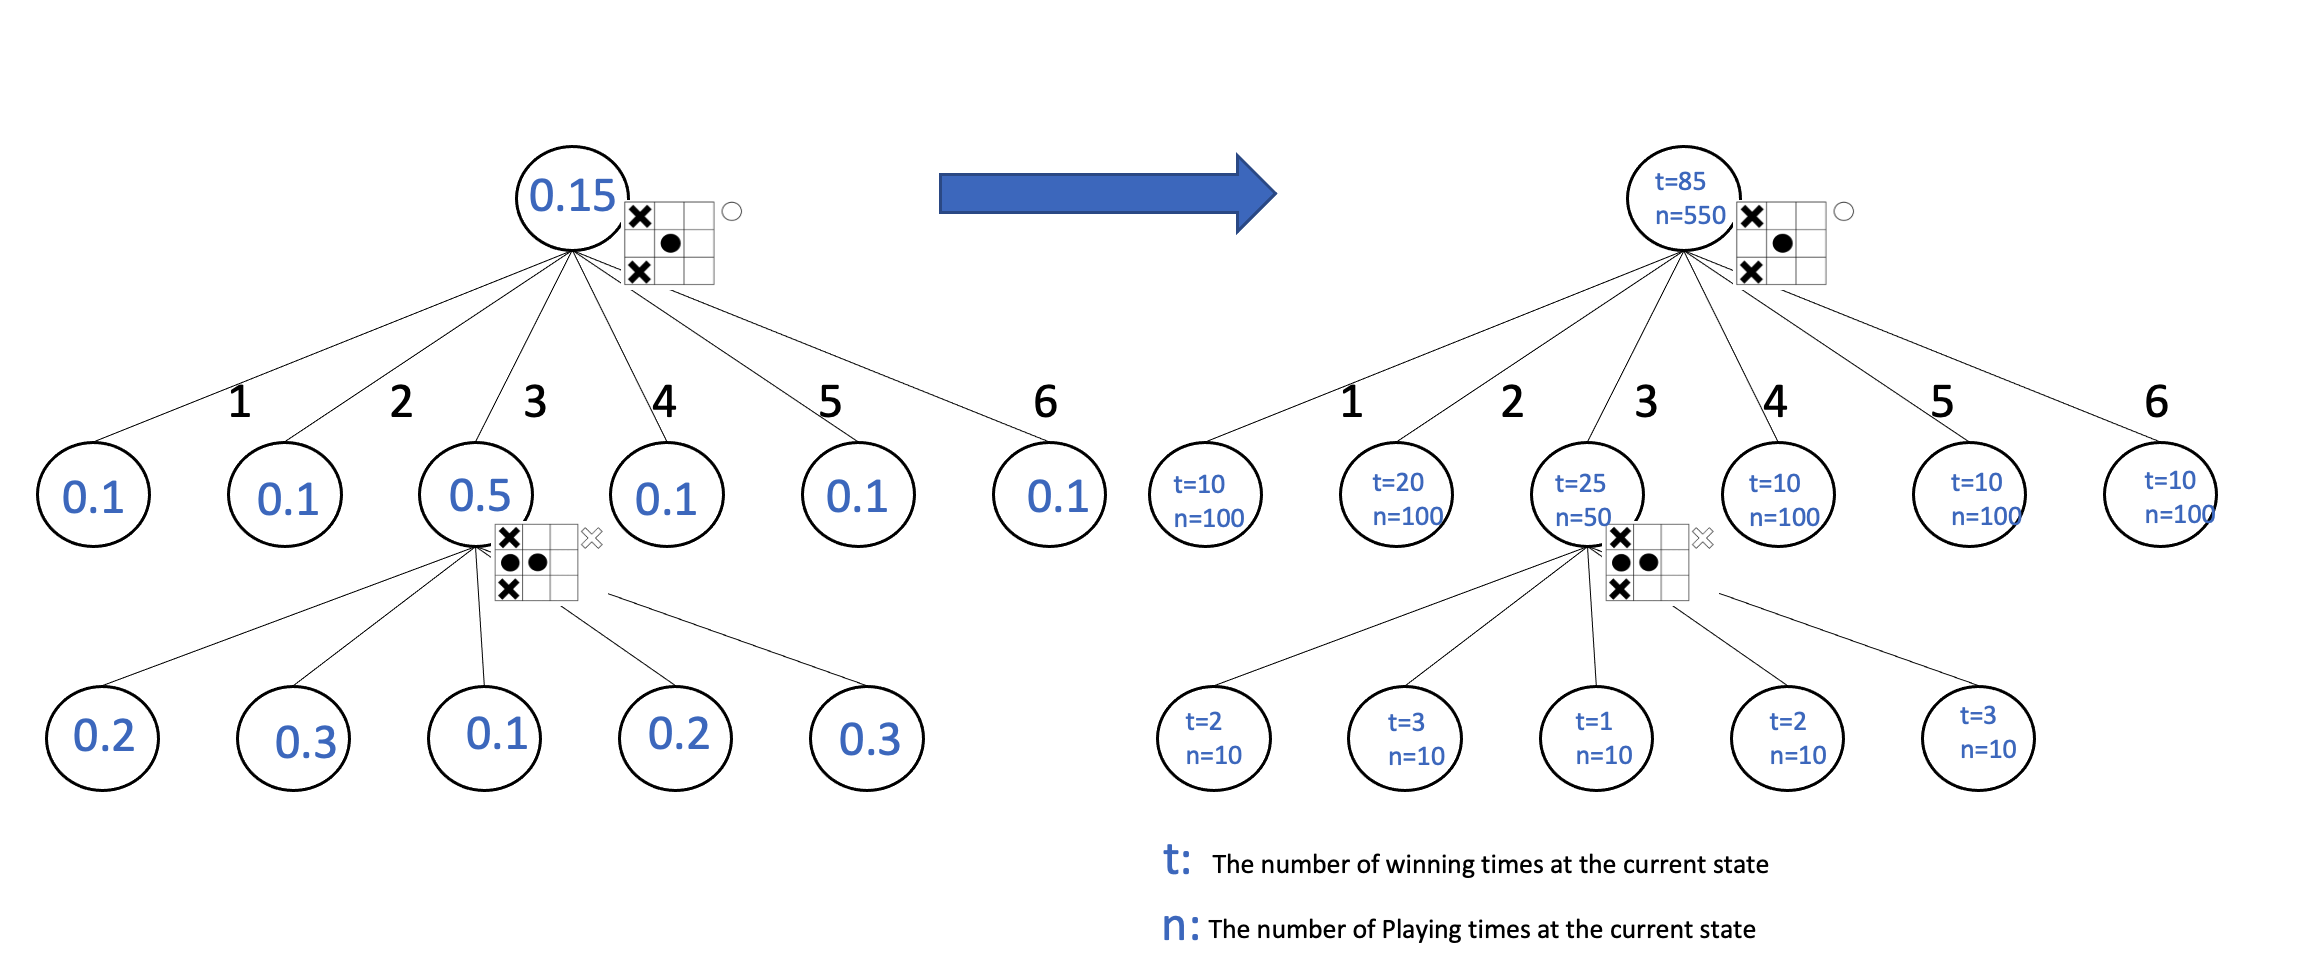 0.15
1 2 3 4 5 6
0.1 0.1 0.5 0.1 0.1 0.1
0.2 0.3 0.1 0.2 0.3
t=85
n=550
1 2 3 4 5 6
t=10
n=100
t=20
n=100
t=25
n=50
t=10
n=100
t=10
n=100
t=10
n=100
t=2
n=10
t=3
n=10
t=1
n=10
t=2
n=10
t=3
n=10
t: The number of winning times at the current state
n: The number of Playing times at the current state